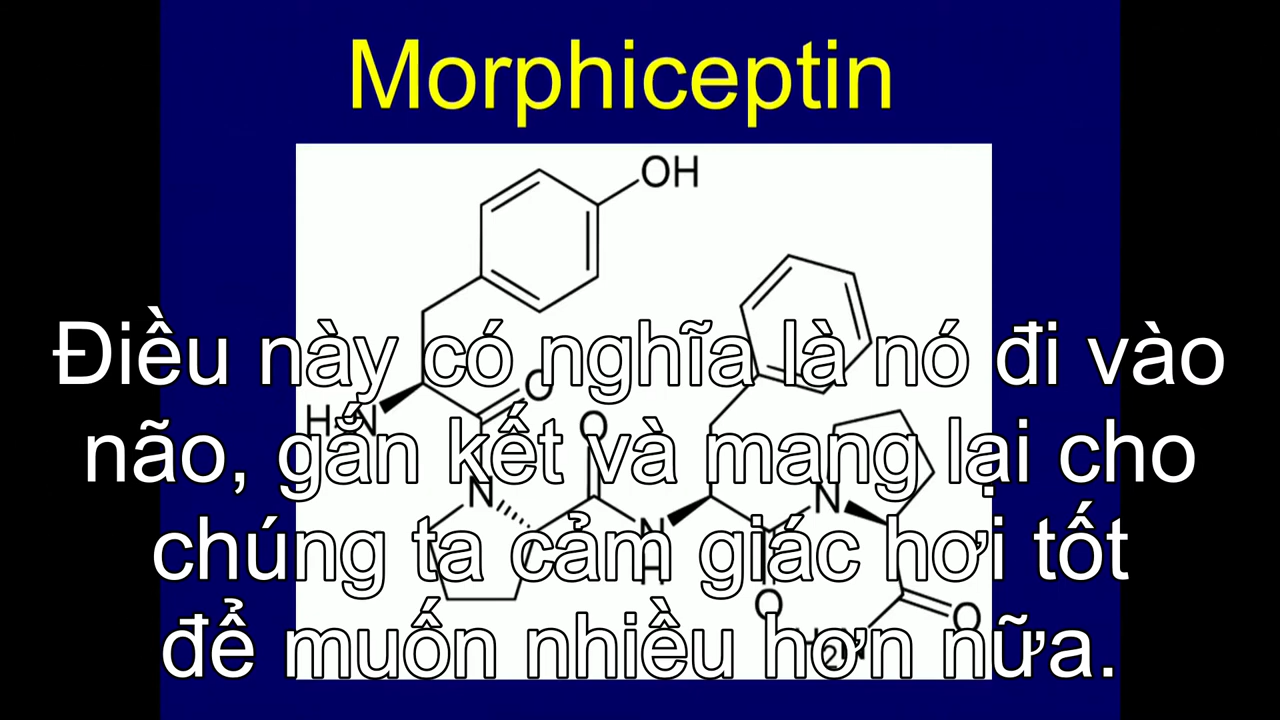 Morphiceptin
OH
Điều này có nghĩa là nó đi vào
não, gắn kết và mang lại cho
chúng ta cảm giác hơi tốt
để muốn nhiều hơn nữa.
O
O
N
N
O
O